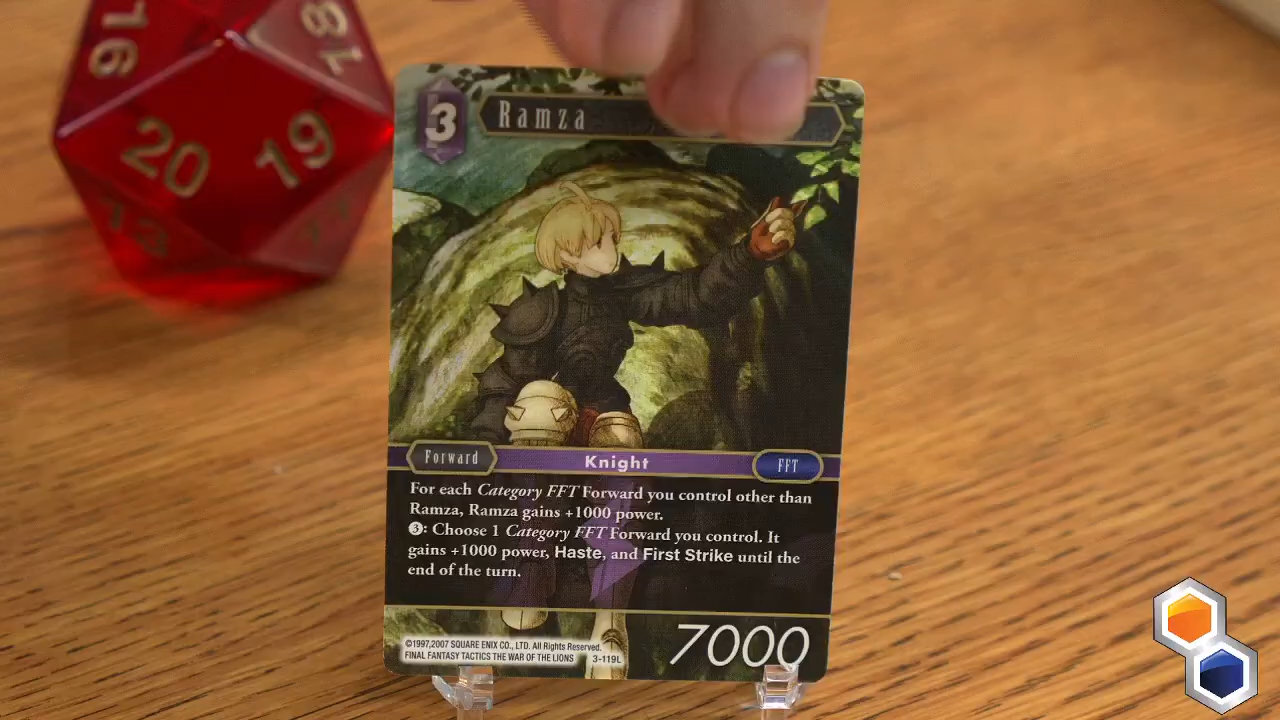 16
18
20
19
13
17
3
Ramza
Forward
Knight
FFT
For each Category FFT Forward you control other than
Ramza, Ramza gains +1000 power.
3: Choose 1 Category FFT Forward you control. It
gains +1000 power, Haste, and First Strike until the
end of the turn.
©1997,2007 SQUARE ENIX CO., LTD. All Rights Reserved.
FINAL FANTASY TACTICS THE WAR OF THE LIONS
3-119L
7000